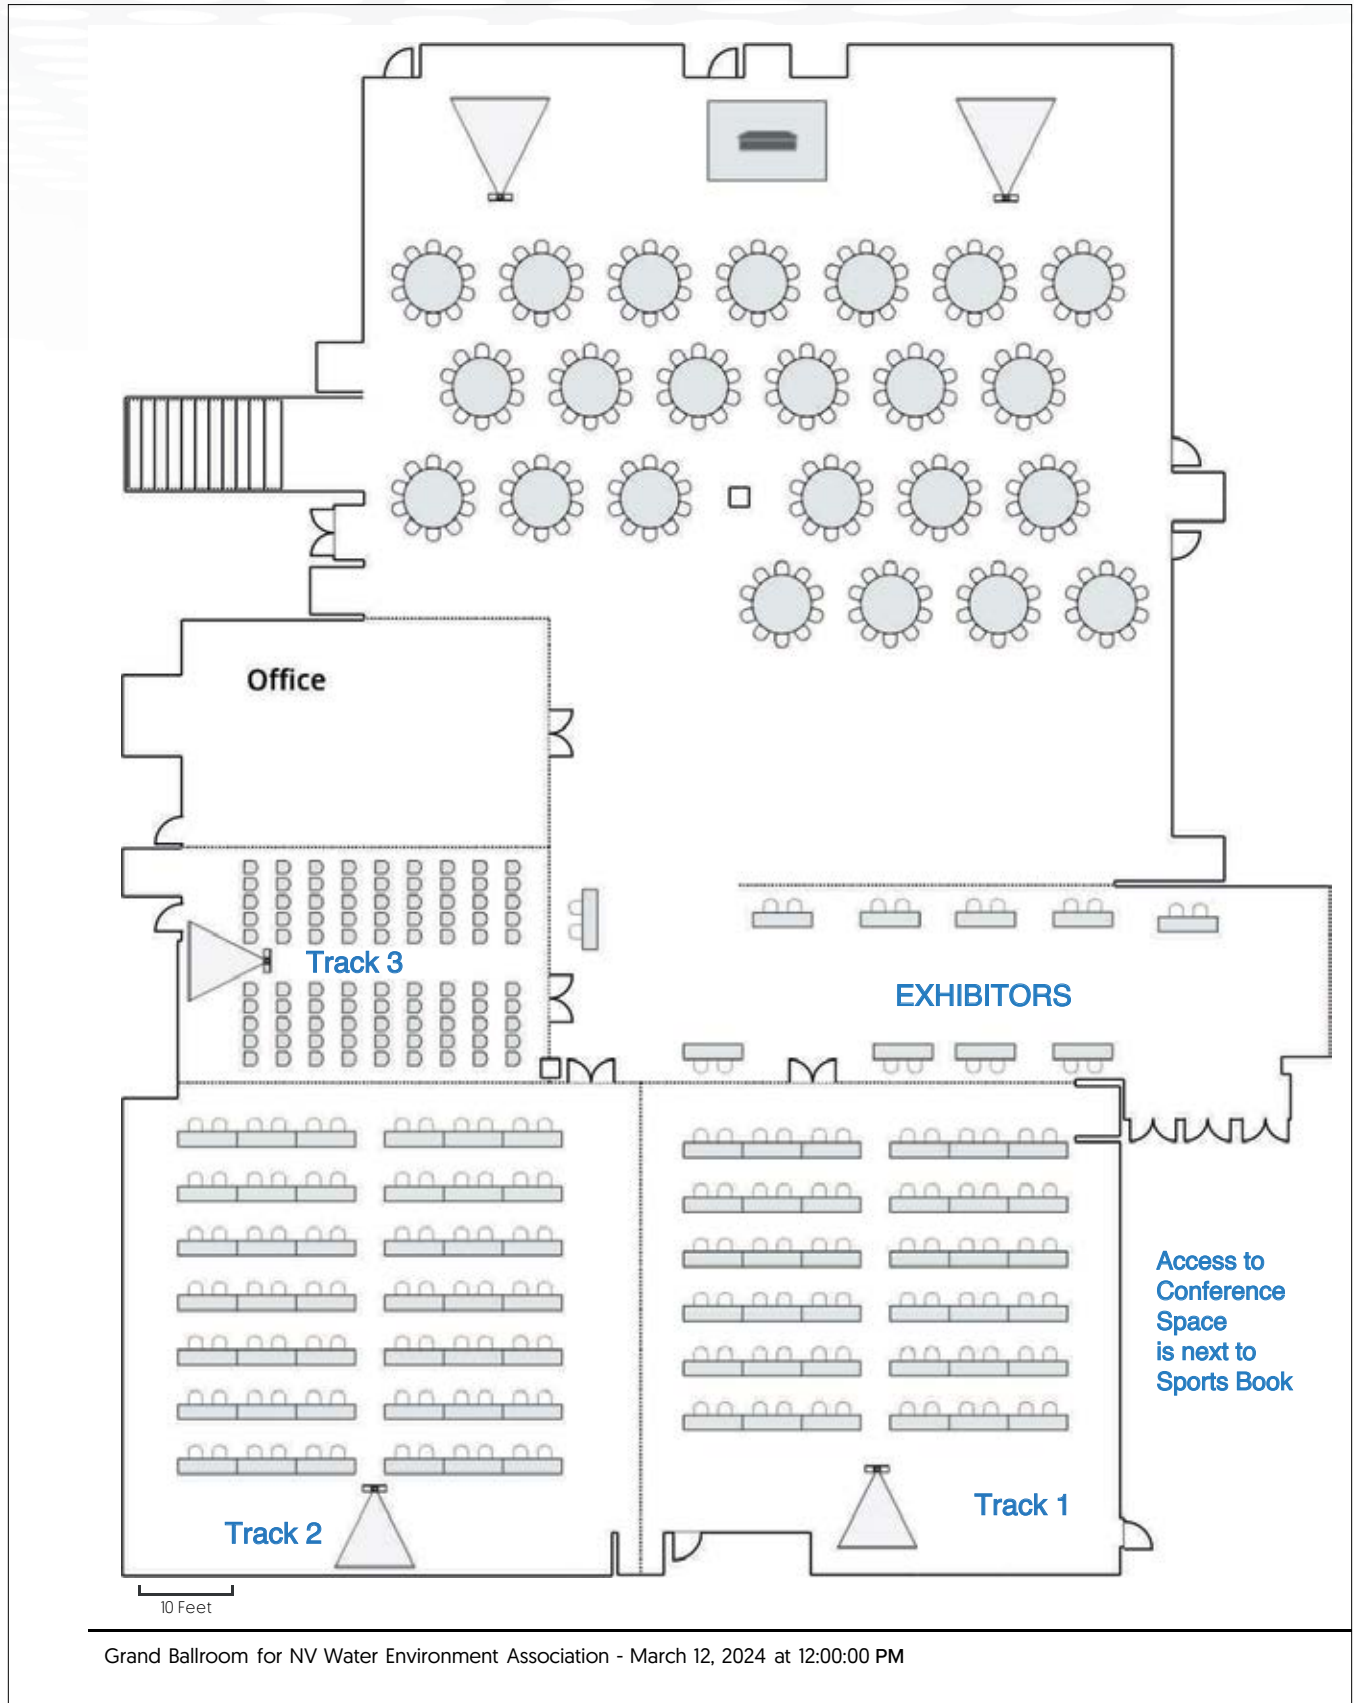 Office
Track 3
EXHIBITORS
Access to
Conference
Space
is next to
Sports Book
Track 1
Track 2
10 Feet
Grand Ballroom for NV Water Environment Association - March 12, 2024 at 12:00:00 PM